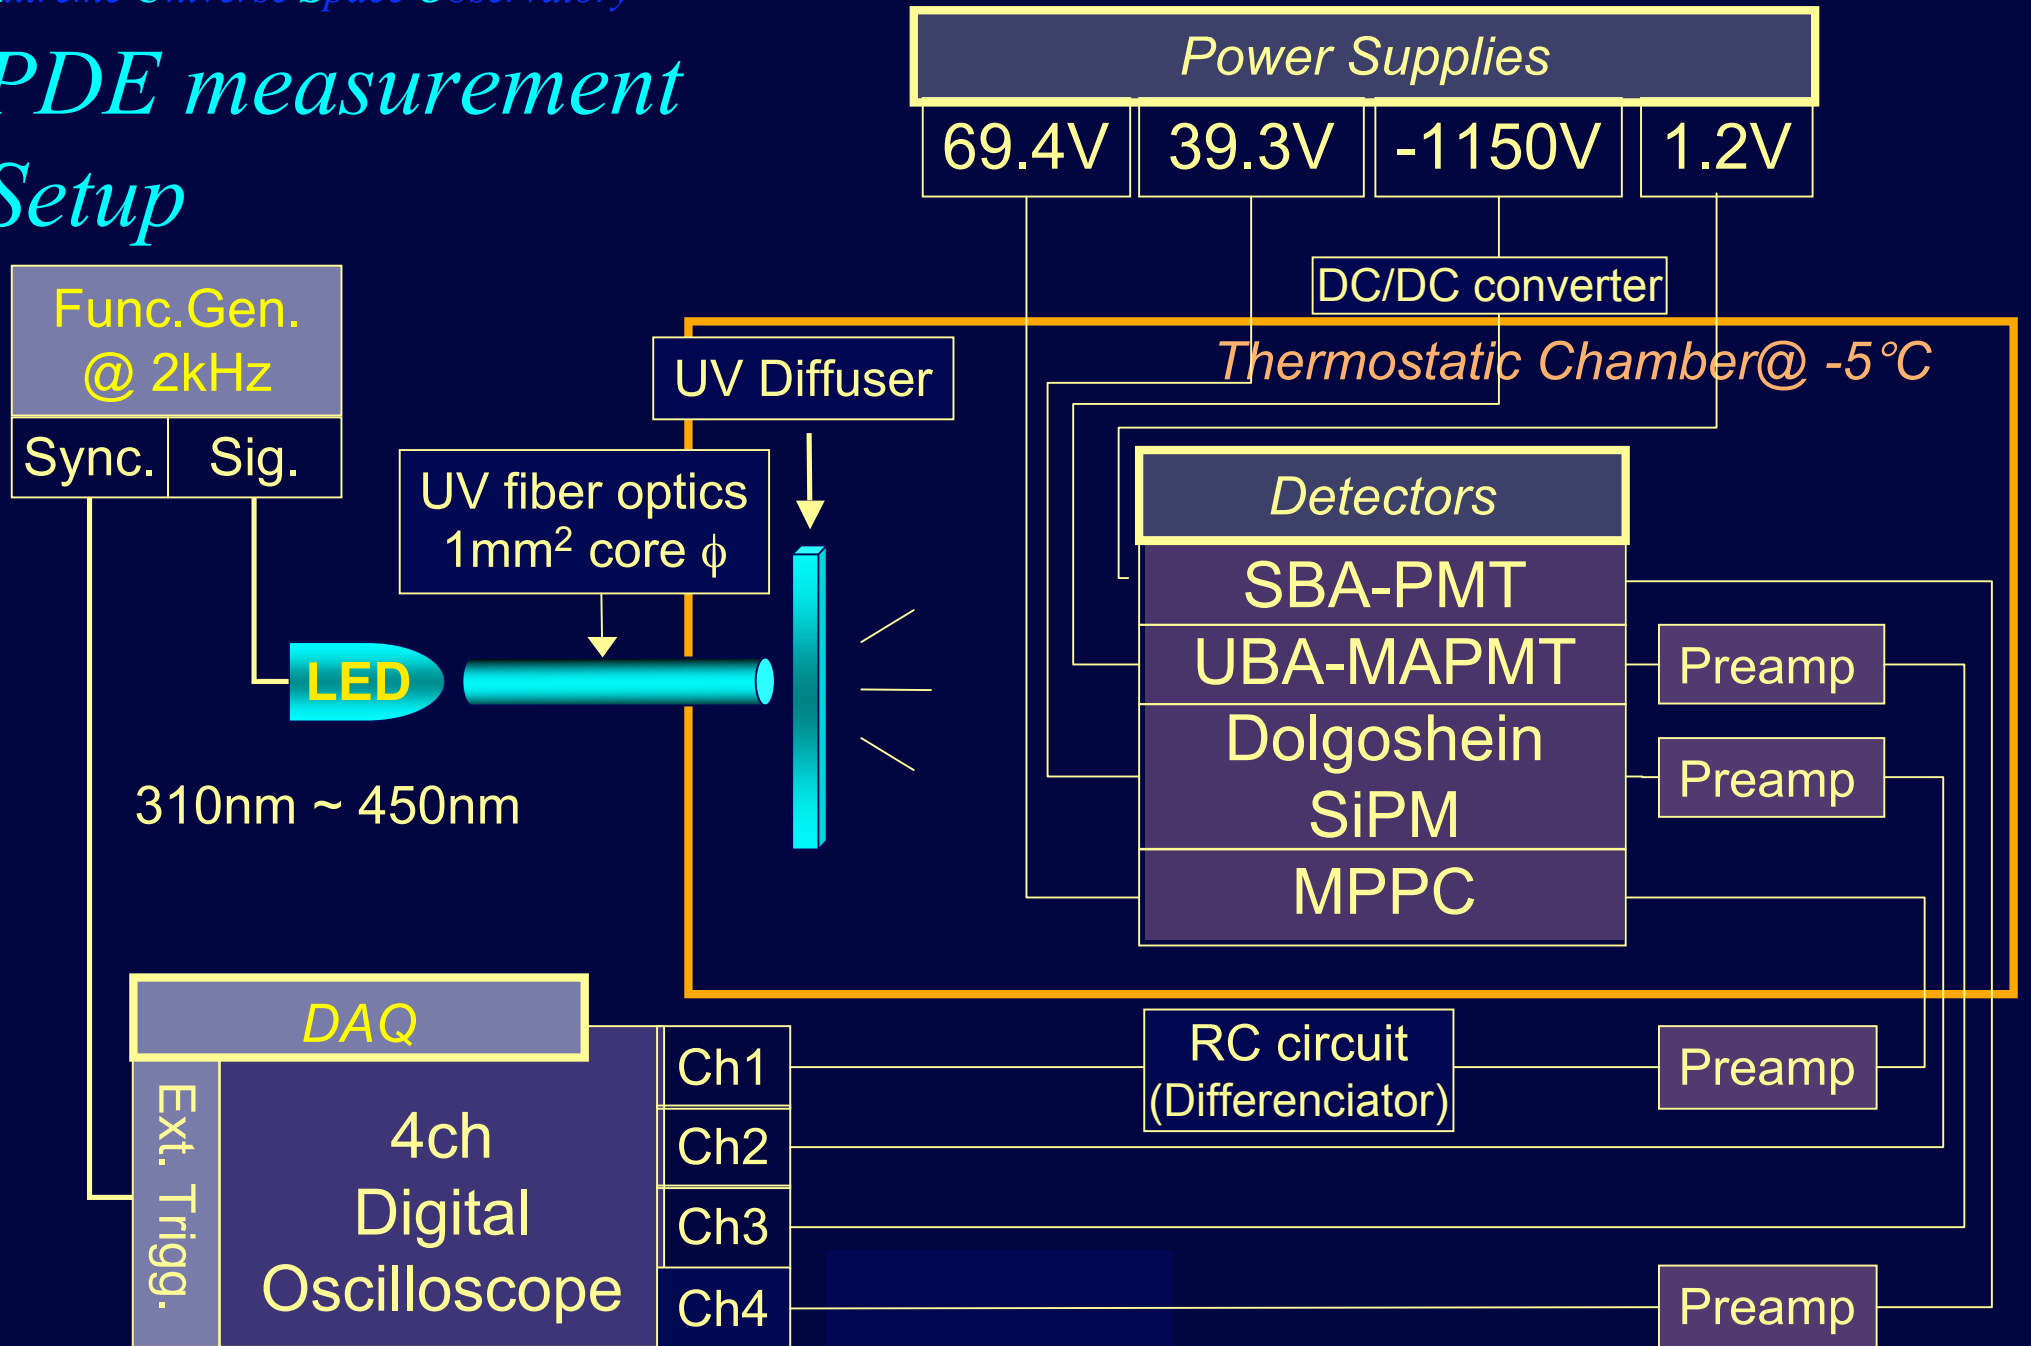 Universe Space Observatory
PDE measurement
Setup
Power Supplies
69.4V
39.3V
-1150V
1.2V
DC/DC converter
Func.Gen.
@ 2kHz
Sync.
Sig.
UV Diffuser
Thermostatic Chamber@ -5°C
UV fiber optics
1mm² core ϕ
LED
310nm ~ 450nm
Detectors
SBA-PMT
UBA-MAPMT
Dolgoshein
SiPM
MPPC
Preamp
Preamp
DAQ
Ext. Trigg.
4ch
Digital
Oscilloscope
Ch1
Ch2
Ch3
Ch4
RC circuit
(Differenciator)
Preamp
Preamp